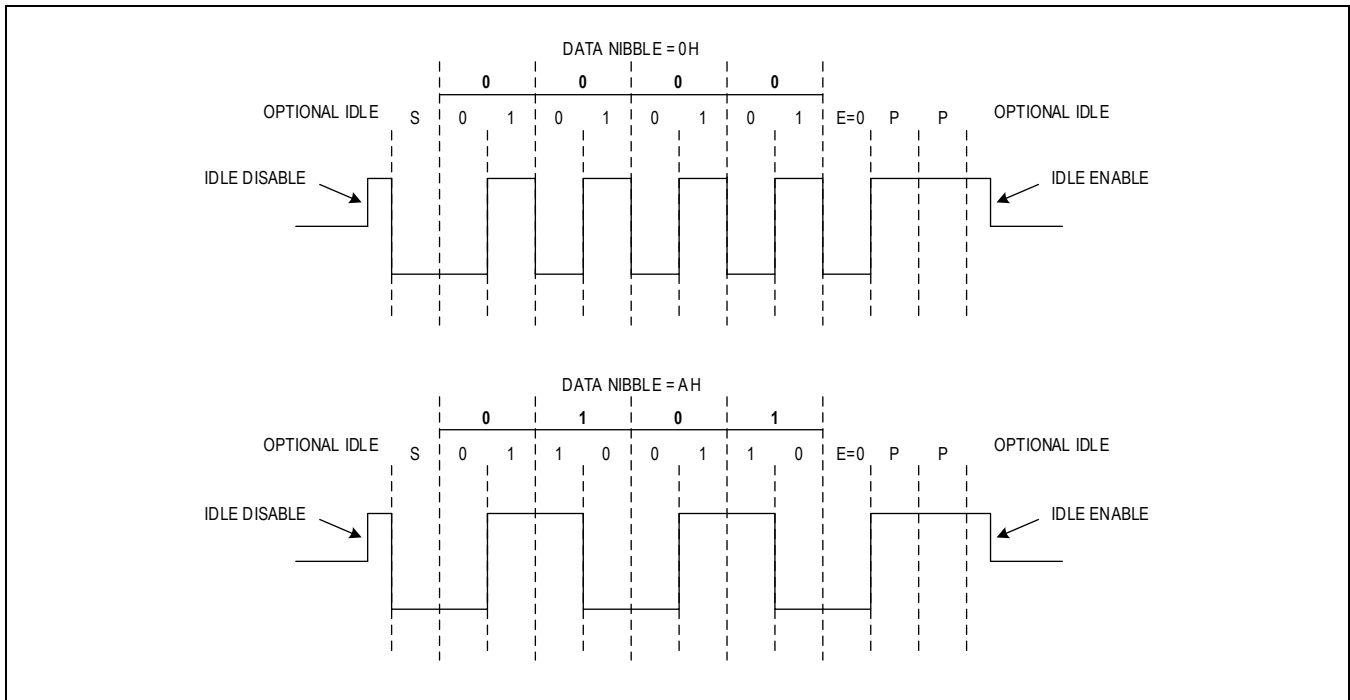 DATA NIBBLE = 0H
0 0 0 0
OPTIONAL IDLE S 0 1 0 1 0 1 0 1 E=0 P P OPTIONAL IDLE
IDLE DISABLE IDLE ENABLE
DATA NIBBLE = AH
0 1 0 1
OPTIONAL IDLE S 0 1 1 0 0 1 1 0 E=0 P P OPTIONAL IDLE
IDLE DISABLE IDLE ENABLE